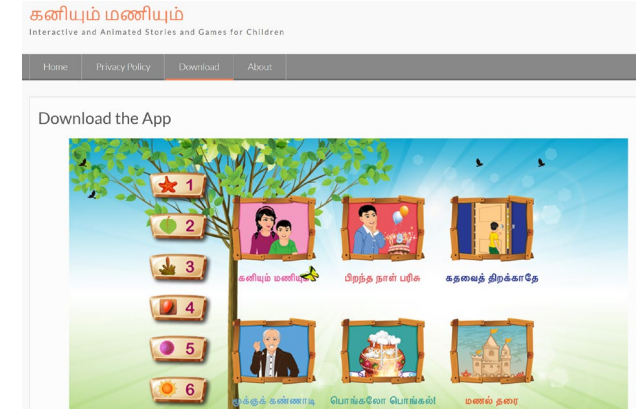 கனியும் மணியும்
Interactive and Animated Stories and Games for Children
Home Privacy Policy Download About
Download the App
1
2
3
4
5
6
கனியும் மணியும்
பிறந்த நாள் பரிசு
கதவைத் திறக்காதே
மூக்குக் கண்ணாடி
பொங்கலோ பொங்கல்!
மணல் தரை